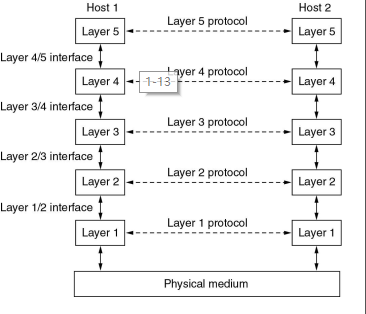 Host 1
Host 2
Layer 5
Layer 5 protocol
Layer 5
Layer 4/5 interface
Layer 4
Layer 4 protocol
Layer 4
1-13
Layer 3/4 interface
Layer 3
Layer 3 protocol
Layer 3
Layer 2/3 interface
Layer 2
Layer 2 protocol
Layer 2
Layer 1/2 interface
Layer 1
Layer 1 protocol
Layer 1
Physical medium